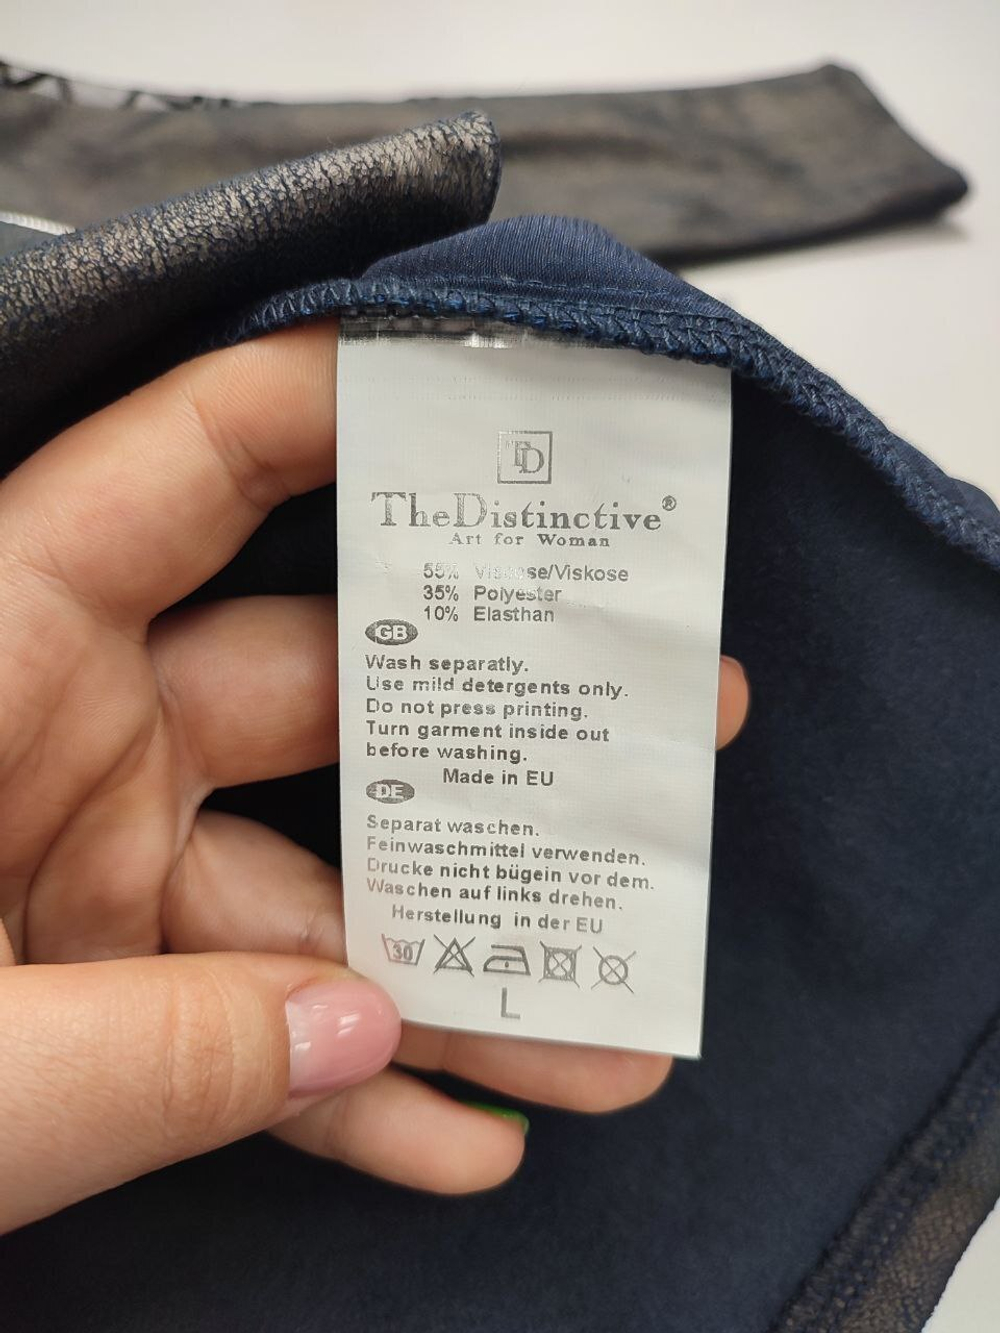 TD
TheDistinctive®
Art for Woman
55% Viscose/Viskose
35% Polyester
10% Elasthan
GB
Wash separatly.
Use mild detergents only.
Do not press printing.
Turn garment inside out
before washing.
Made in EU
DE
Separat waschen.
Feinwaschmittel verwenden.
Drucke nicht bügein vor dem.
Waschen auf links drehen.
Herstellung in der EU
30
L